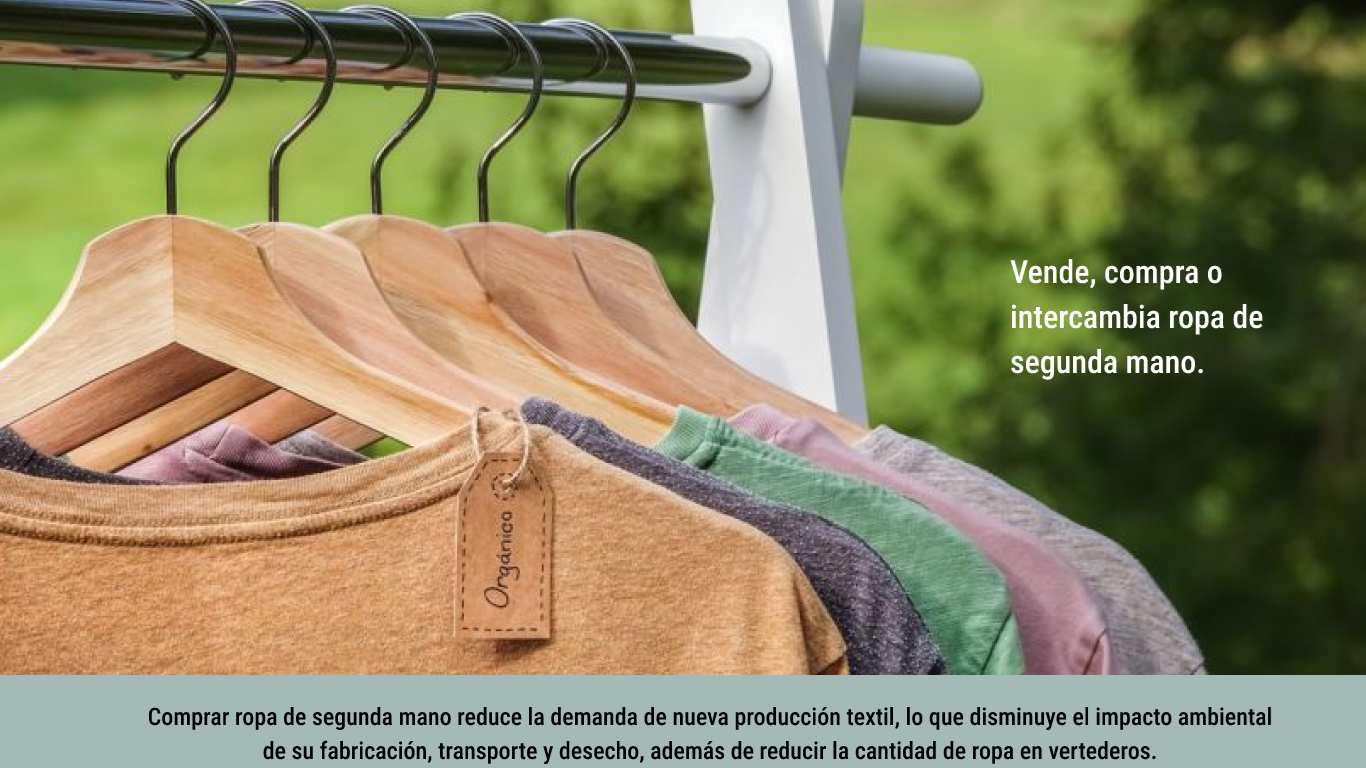 Vende, compra o
intercambia ropa de
segunda mano.
Orgánico
Comprar ropa de segunda mano reduce la demanda de nueva producción textil, lo que disminuye el impacto ambiental
de su fabricación, transporte y desecho, además de reducir la cantidad de ropa en vertederos.